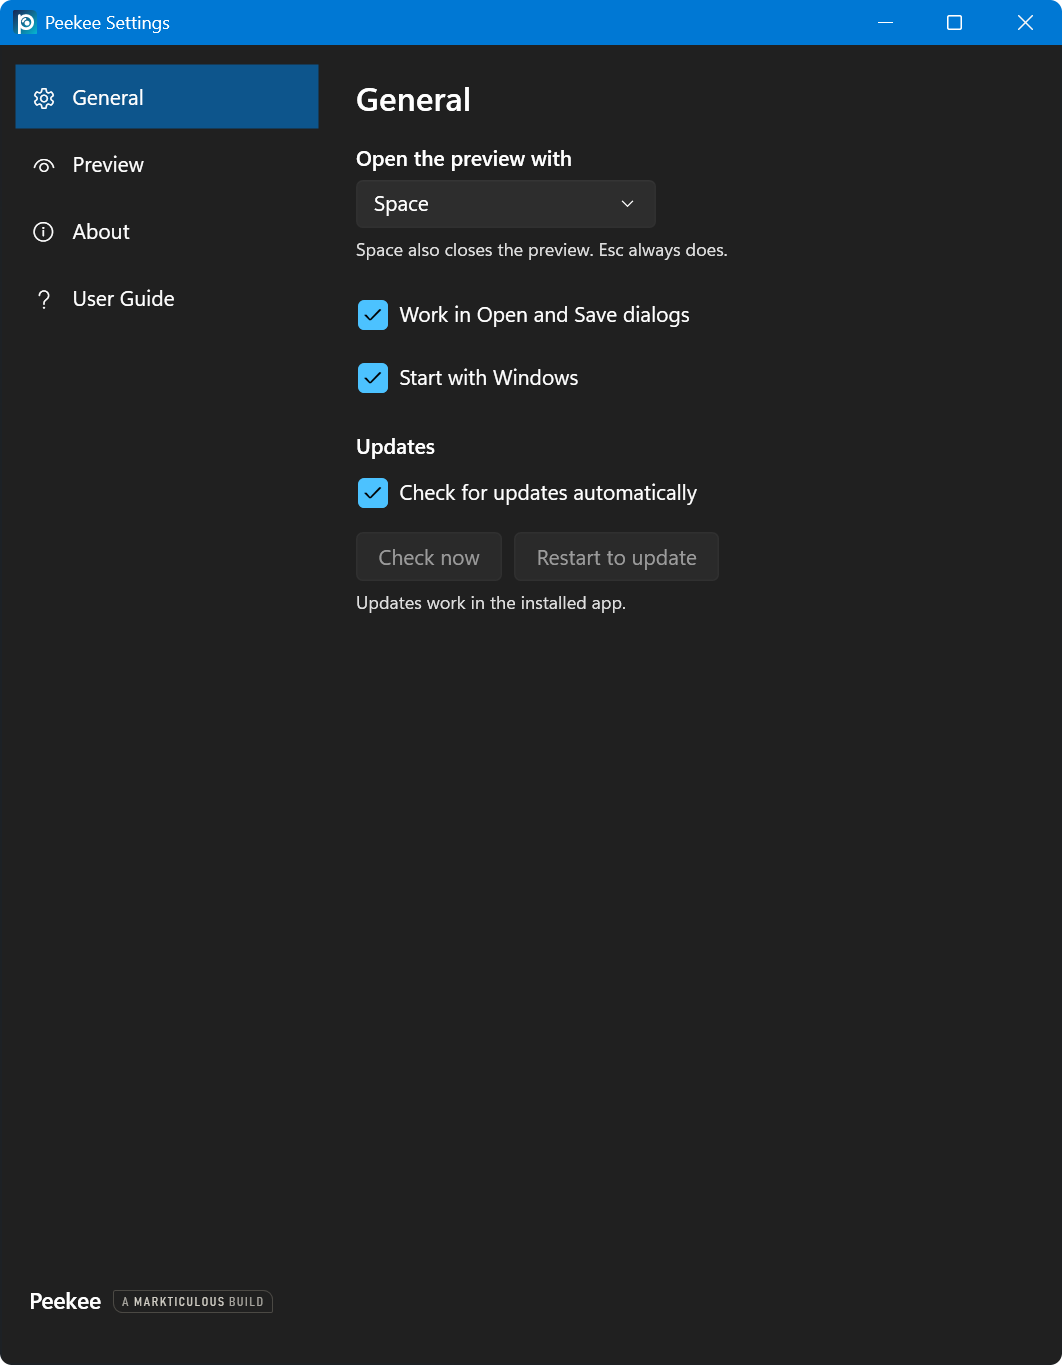 Peekee Settings
General
Preview
About
User Guide
General
Open the preview with
Space
Space also closes the preview. Esc always does.
Work in Open and Save dialogs
Start with Windows
Updates
Check for updates automatically
Check now
Restart to update
Updates work in the installed app.
Peekee
A MARKTICULOUS BUILD